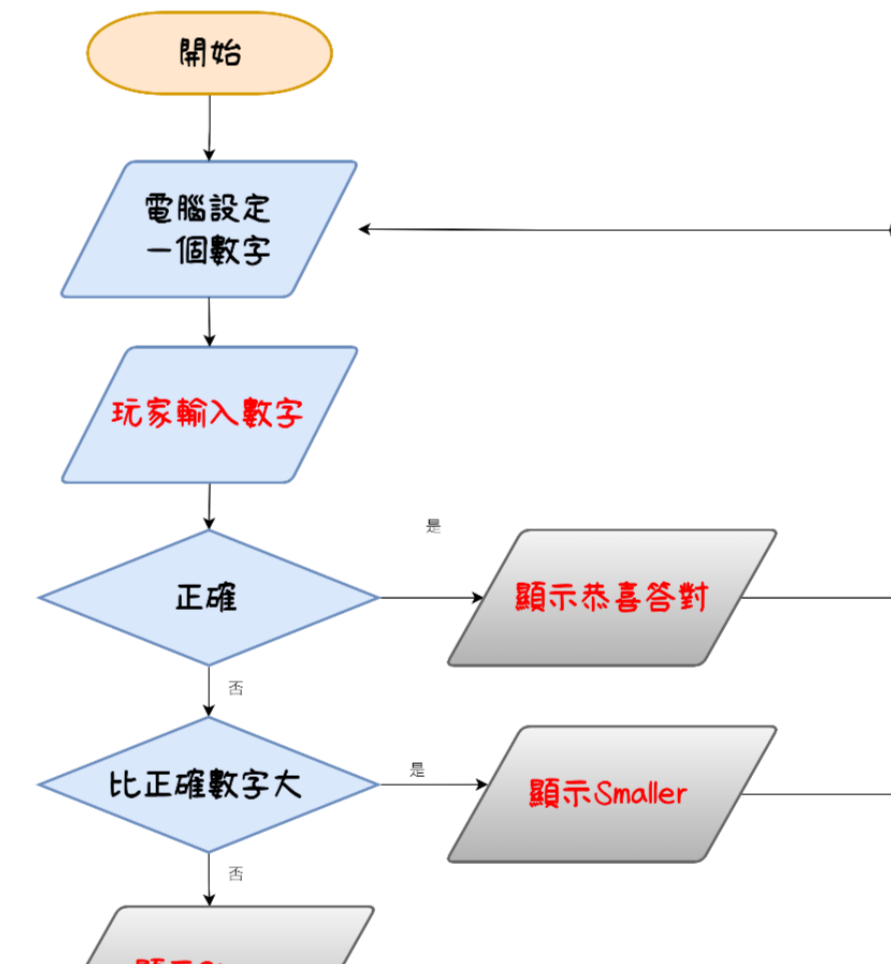 開始
電腦設定
一個數字
玩家輸入數字
是
正確
顯示恭喜答對
否
是
比正確數字大
顯示Smaller
否